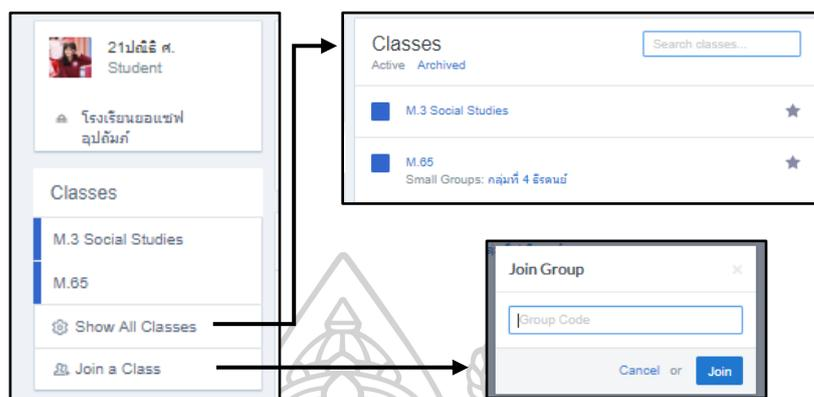 21ปณิธิ ศ.
Student
โรงเรียนยอแซฟ
อุปถัมภ์
Classes
M.3 Social Studies
M.65
Show All Classes
Join a Class
Classes
Search classes...
Active Archived
M.3 Social Studies
M.65
Small Groups: กลุ่มที่ 4 ธีรดนย์
Join Group
Group Code
Cancel or Join